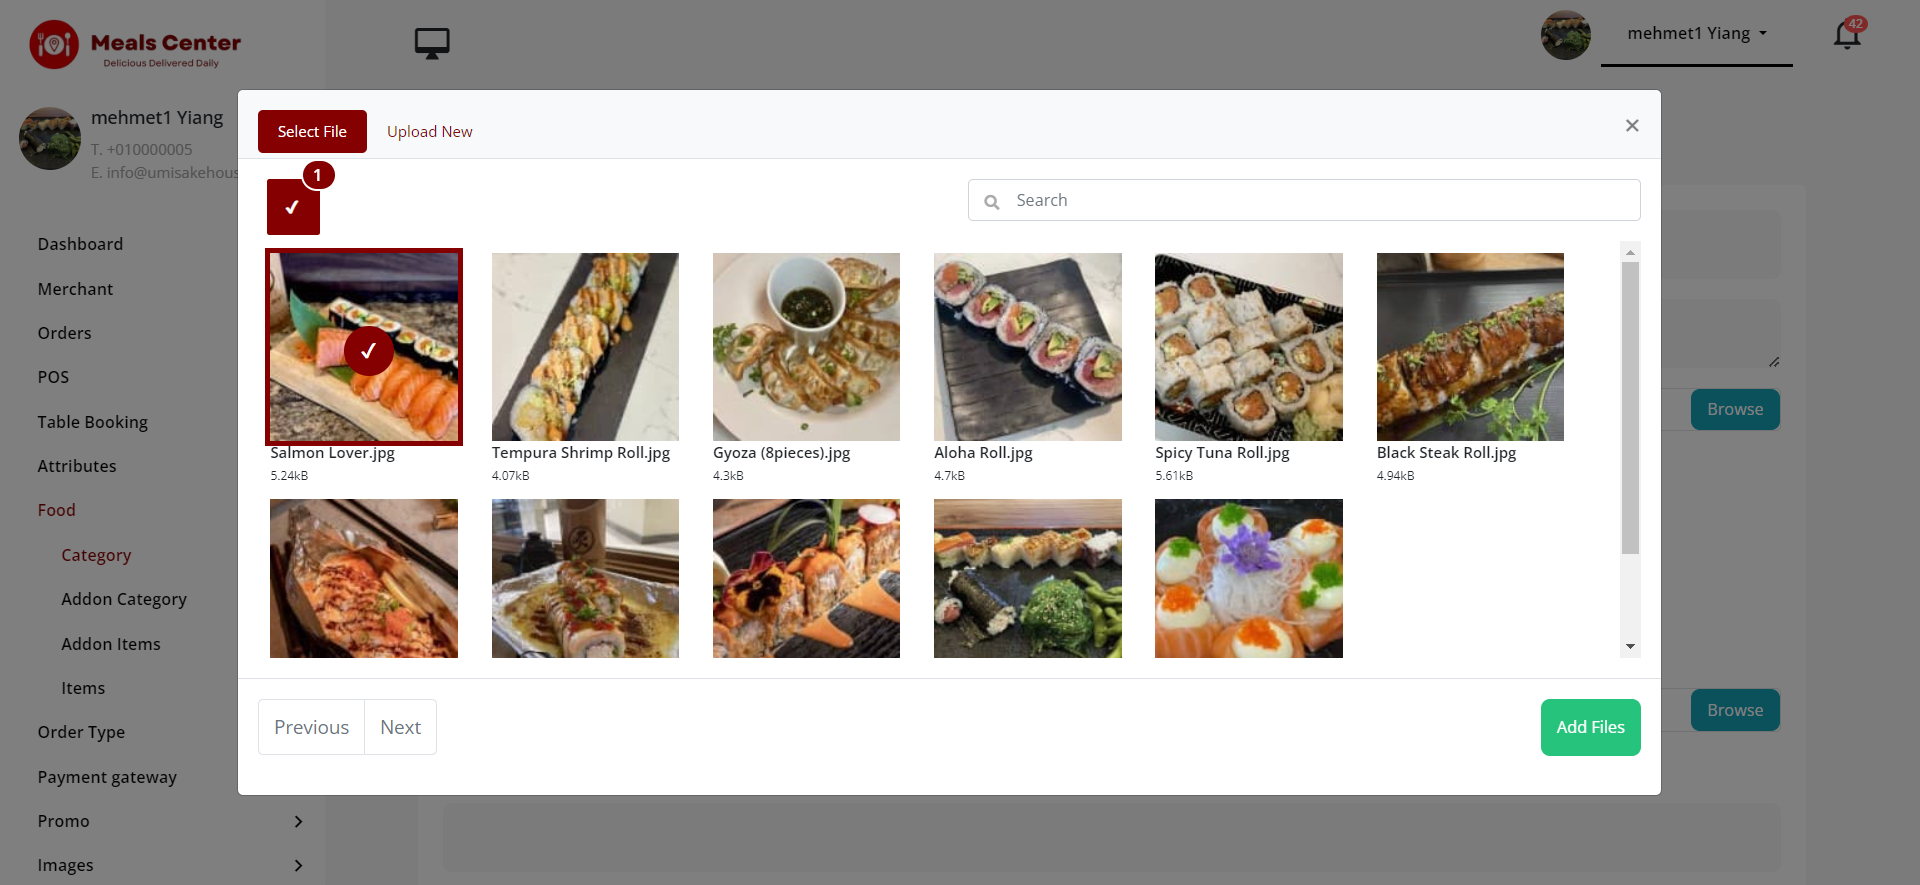 Meals Center
Delicious Delivered Daily
mehmet1 Yiang
42
mehmet1 Yiang
T. +010000005
E. info@umisakehous
Select File
Upload New
×
1
Search
Dashboard
Merchant
Orders
POS
Table Booking
Attributes
Food
Category
Addon Category
Addon Items
Items
Order Type
Payment gateway
Promo
Images
Salmon Lover.jpg
5.24kB
Tempura Shrimp Roll.jpg
4.07kB
Gyoza (8pieces).jpg
4.3kB
Aloha Roll.jpg
4.7kB
Spicy Tuna Roll.jpg
5.61kB
Black Steak Roll.jpg
4.94kB
Browse
Browse
Previous
Next
Add Files